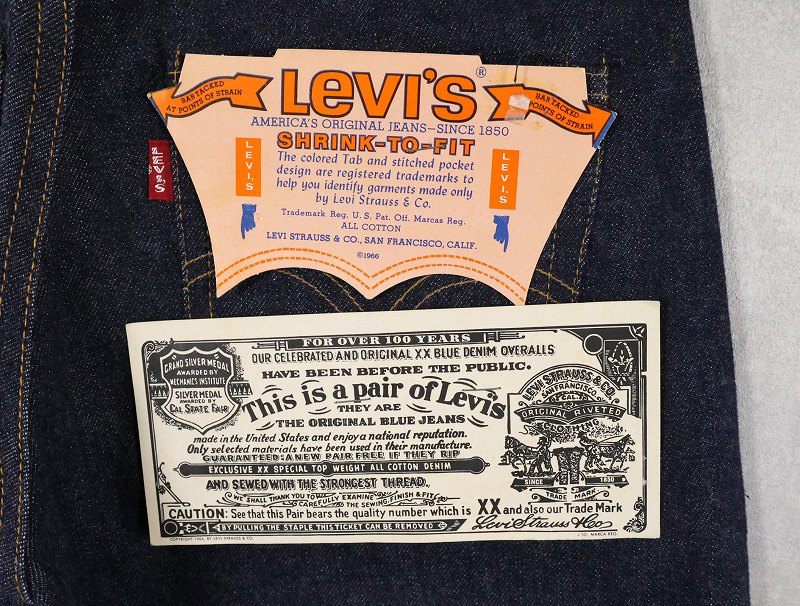 LEVI'S®
BAR TACKED
AT POINTS OF STRAIN
BAR TACKED
AT POINTS OF STRAIN
AMERICA'S ORIGINAL JEANS—SINCE 1850
SHRINK-TO-FIT
LEVI'S
The colored Tab and stitched pocket
design are registered trademarks to
help you identify garments made only
by Levi Strauss & Co.
LEVI'S
LEVI'S
Trademark Reg. U.S. Pat. Off. Marcas Reg.
ALL COTTON
LEVI STRAUSS & CO., SAN FRANCISCO, CALIF.
©1966
FOR OVER 100 YEARS
OUR CELEBRATED AND ORIGINAL XX BLUE DENIM OVERALLS
HAVE BEEN BEFORE THE PUBLIC.
GRAND SILVER MEDAL
AWARDED BY
MECHANICS INSTITUTE
SILVER MEDAL
AWARDED BY
CAL STATE FAIR
This is a pair of Levi's
THEY ARE
THE ORIGINAL BLUE JEANS
made in the United States and enjoy a national reputation.
Only selected materials have been used in their manufacture.
GUARANTEED: A NEW PAIR FREE IF THEY RIP
EXCLUSIVE XX SPECIAL TOP WEIGHT ALL COTTON DENIM
AND SEWED WITH THE STRONGEST THREAD.
WE SHALL THANK YOU TO CAREFULLY EXAMINE THE SEWING, FINISH & FIT
LEVI STRAUSS & CO.
SAN FRANCISCO
CAL.
ORIGINAL RIVETED
CLOTHING
SINCE 1850
TRADE MARK
CAUTION: See that this Pair bears the quality number which is XX and also our Trade Mark
BY PULLING THE STAPLE THIS TICKET CAN BE REMOVED
Levi Strauss & Co
COPYRIGHT 1966, BY LEVI STRAUSS & CO.
MARCA REG.